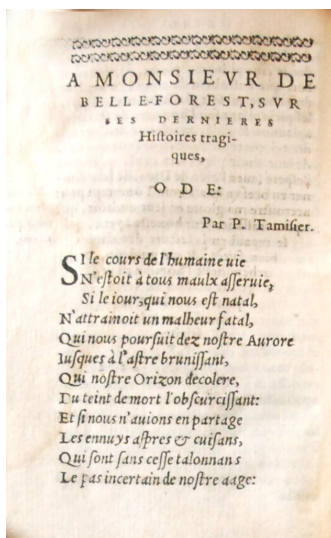 A MONSIEVR DE
BELLE-FOREST, SVR
SES DERNIERES
Histoires tragi-
ques,
ODE:
Par P. Tamisier.
SI le cours de l'humaine uie
N'estoit à tous maulx asseruie,
Si le iour, qui nous est natal,
N'attramoit un malheur fatal,
Qui nous poursuit dez nostre Aurore
Iusques à l'astre brunissant,
Qui nostre Orizon decolere,
Du teint de mort l'obscurcissant:
Et si nous n'auions en partage
Les ennuys aspres & cuisans,
Qui sont sans cesse talonnans
Le pas incertain de nostre aage: